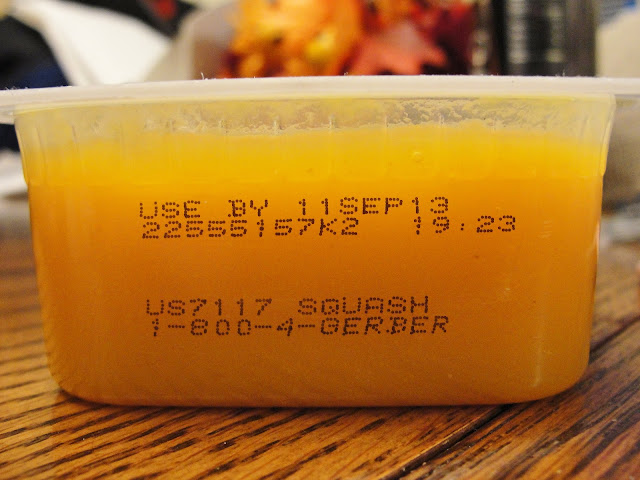 USE BY 11SEP13
22555157K2 19:23
US7117 SQUASH
1-800-4-GERBER